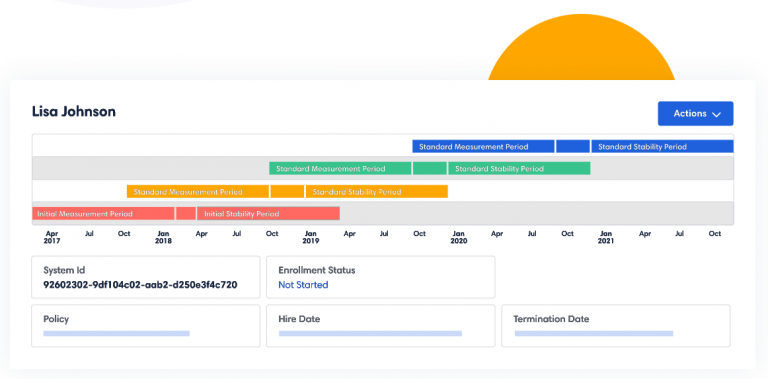 Lisa Johnson
Actions
Standard Measurement Period Standard Stability Period
Standard Measurement Period Standard Stability Period
Standard Measurement Period Standard Stability Period
Initial Measurement Period Initial Stability Period
Apr Jul Oct Jan Apr Jul Oct Jan Apr Jul Oct Jan Apr Jul Oct Jan Apr Jul Oct
2017 2018 2019 2020 2021
System Id
92602302-9df104c02-aab2-d250e3f4c720
Enrollment Status
Not Started
Policy
Hire Date
Termination Date